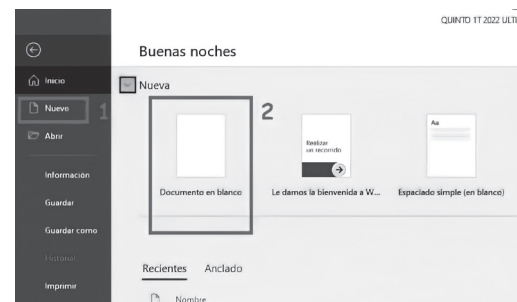 QUINTO 1T 2022 ULTI
Buenas noches
Inicio
Nuevo
1
Abrir
Información
Guardar
Guardar como
Historial
Imprimir
Nueva
2
Realizar
un recorrido
Aa
Documento en blanco
Le damos la bienvenida a W...
Espaciado simple (en blanco)
Recientes Anclado
Nombre